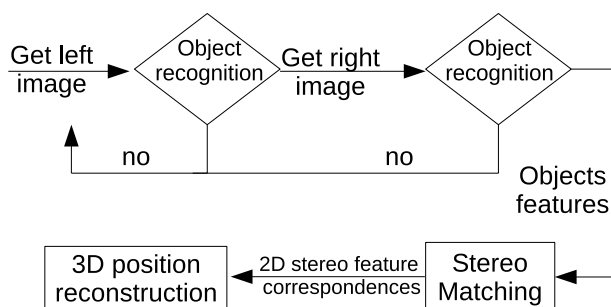 Get left
image
Object
recognition
Get right
image
Object
recognition
no
no
Objects
features
3D position
reconstruction
2D stereo feature
correspondences
Stereo
Matching